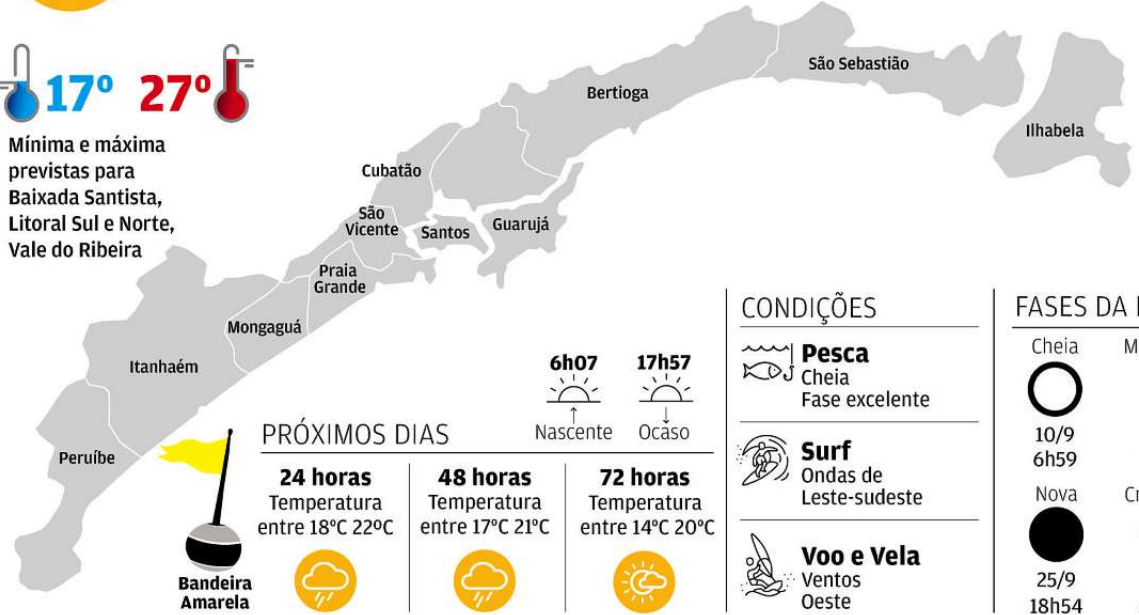 17º 27º
Mínima e máxima
previstas para
Baixada Santista,
Litoral Sul e Norte,
Vale do Ribeira
São Sebastião
Bertioga
Ilhabela
Cubatão
São
Vicente
Santos
Guarujá
Praia
Grande
Mongaguá
Itanhaém
Peruíbe
Bandeira
Amarela
6h07
Nascente
17h57
Ocaso
PRÓXIMOS DIAS
24 horas
Temperatura
entre 18ºC 22ºC
48 horas
Temperatura
entre 17ºC 21ºC
72 horas
Temperatura
entre 14ºC 20ºC
CONDIÇÕES
Pesca
Cheia
Fase excelente
Surf
Ondas de
Leste-sudeste
Voo e Vela
Ventos
Oeste
FASES DA
Cheia
10/9
6h59
Nova
25/9
18h54